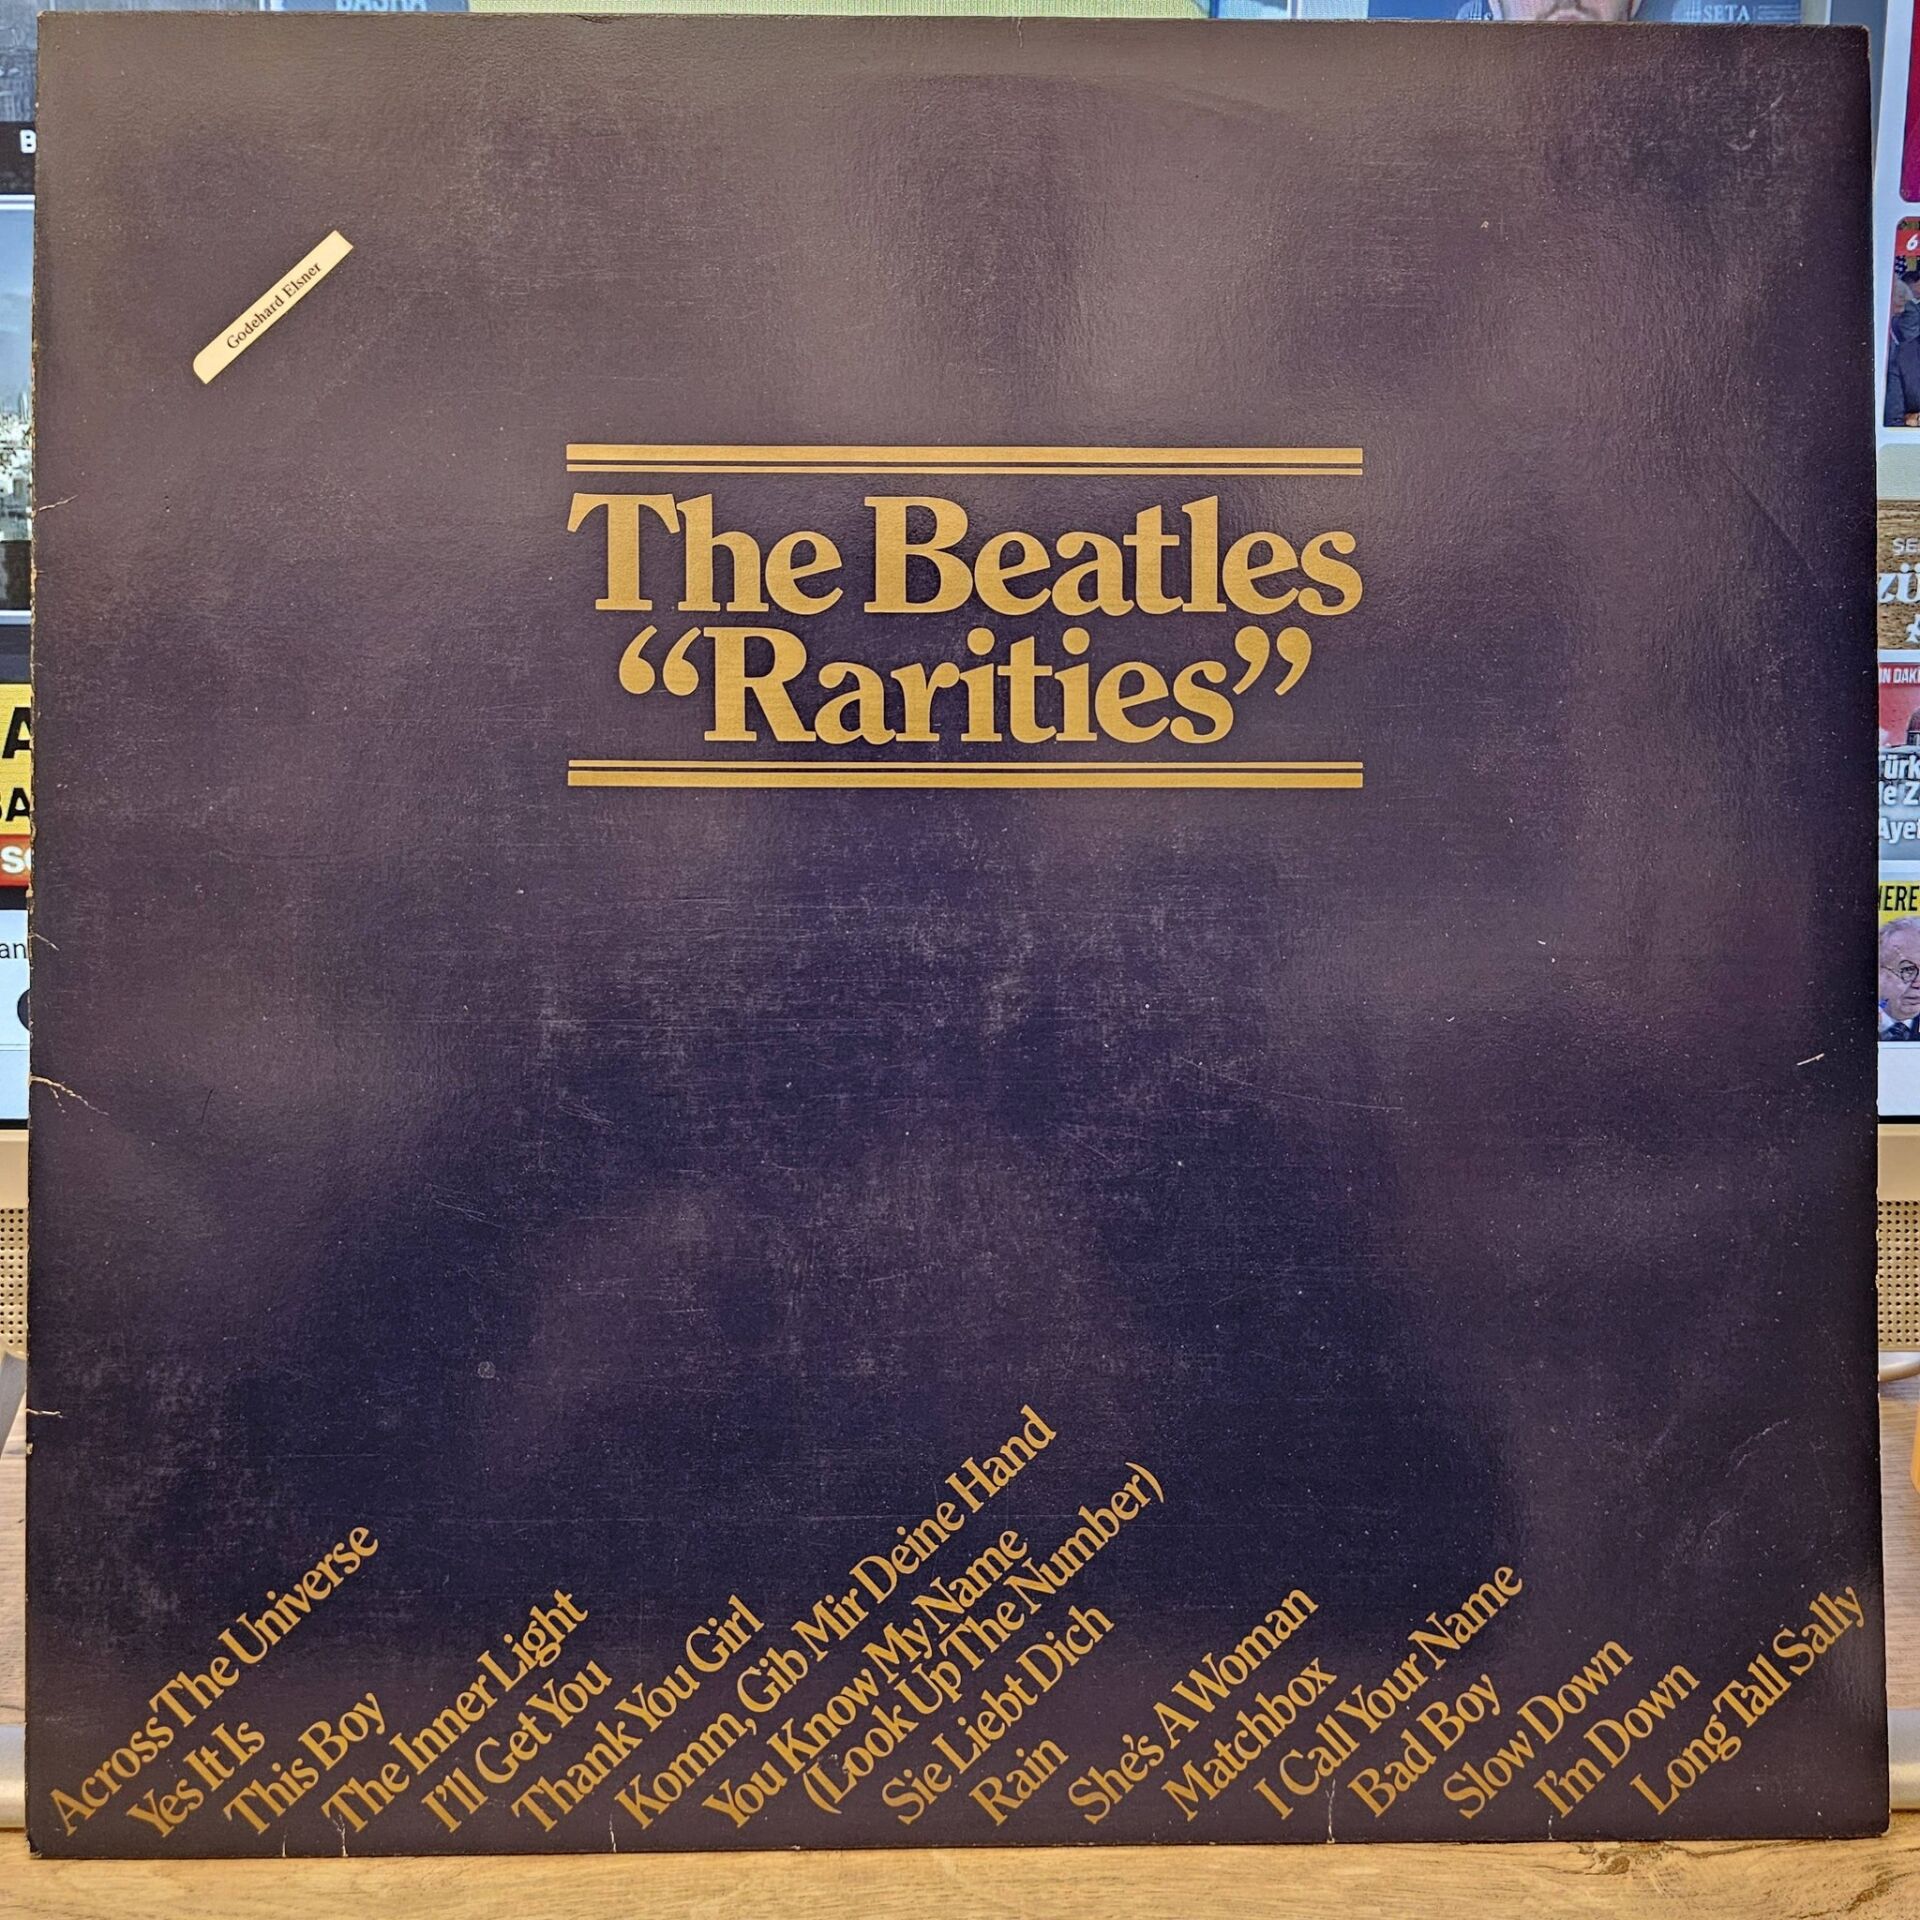 BASRA
SETA
Godehard Elsner
The Beatles
“Rarities”
Across The Universe
Yes It Is
This Boy
The Inner Light
I'll Get You
Thank You Girl
Komm, Gib Mir Deine Hand
You Know My Name
(Look Up The Number)
Sie Liebt Dich
Rain
She's A Woman
Matchbox
I Call Your Name
Bad Boy
Slow Down
I'm Down
Long Tall Sally